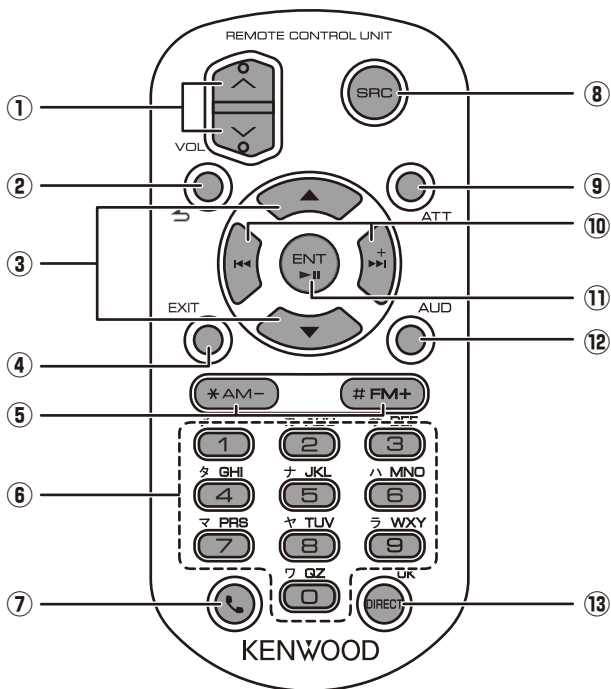 REMOTE CONTROL UNIT
① SRC ⑧
VOL
② ⑨
ATT
③ ENT + ⑩
⑪
EXIT AUD
④ ⑫
⑤ *AM− #FM+
1 2 3
タ GHI ナ JKL ハ MNO
⑥ 4 5 6
マ PRS ヤ TUV ラ WXY
7 8 9
ワ QZ
⑦ 0 DIRECT ⑬
KENWOOD